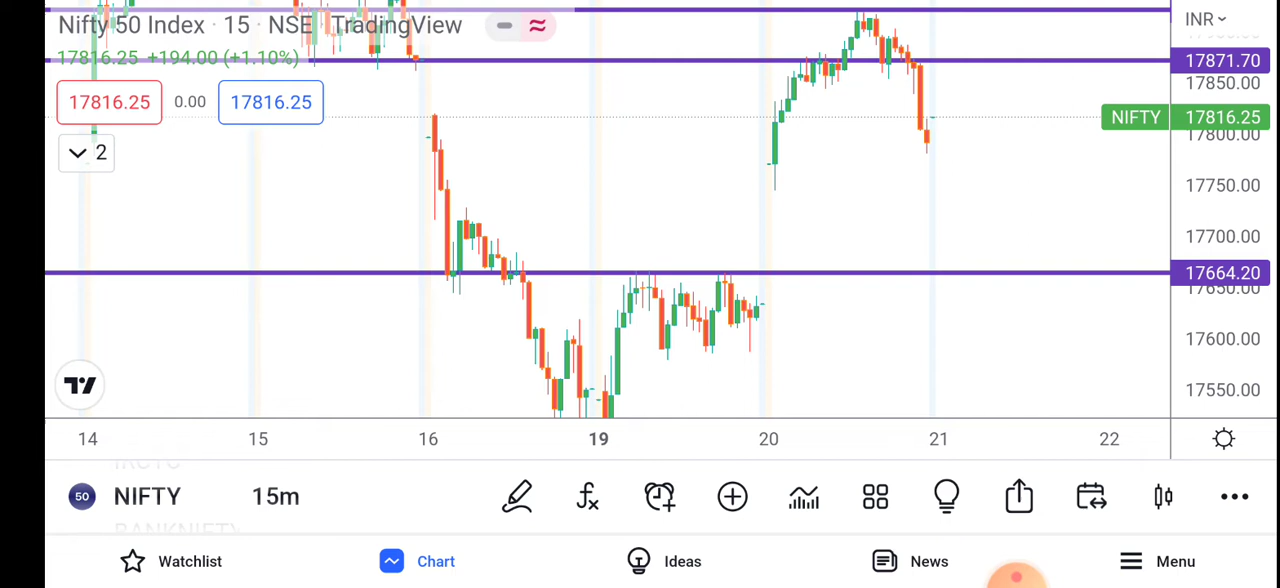 Nifty 50 Index · 15 · NSE TradingView
17816.25 +194.00 (+1.10%)
17816.25 0.00 17816.25
2
INR
17871.70
17850.00
NIFTY 17816.25
17800.00
17750.00
17700.00
17664.20
17650.00
17600.00
17550.00
14 15 16 19 20 21 22
50 NIFTY 15m
BANKNIFTY
Watchlist Chart Ideas News Menu